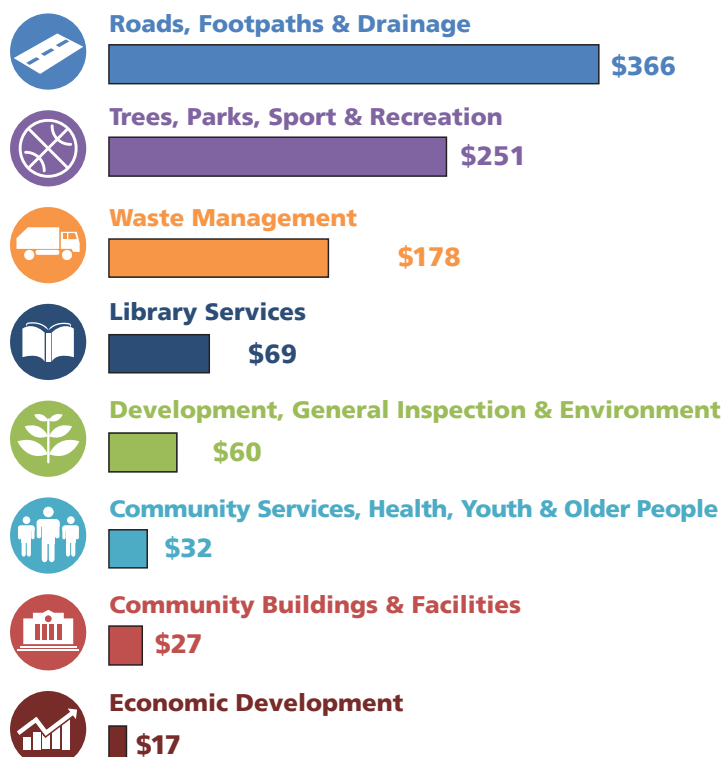 Roads, Footpaths & Drainage
$366
Trees, Parks, Sport & Recreation
$251
Waste Management
$178
Library Services
$69
Development, General Inspection & Environment
$60
Community Services, Health, Youth & Older People
$32
Community Buildings & Facilities
$27
Economic Development
$17